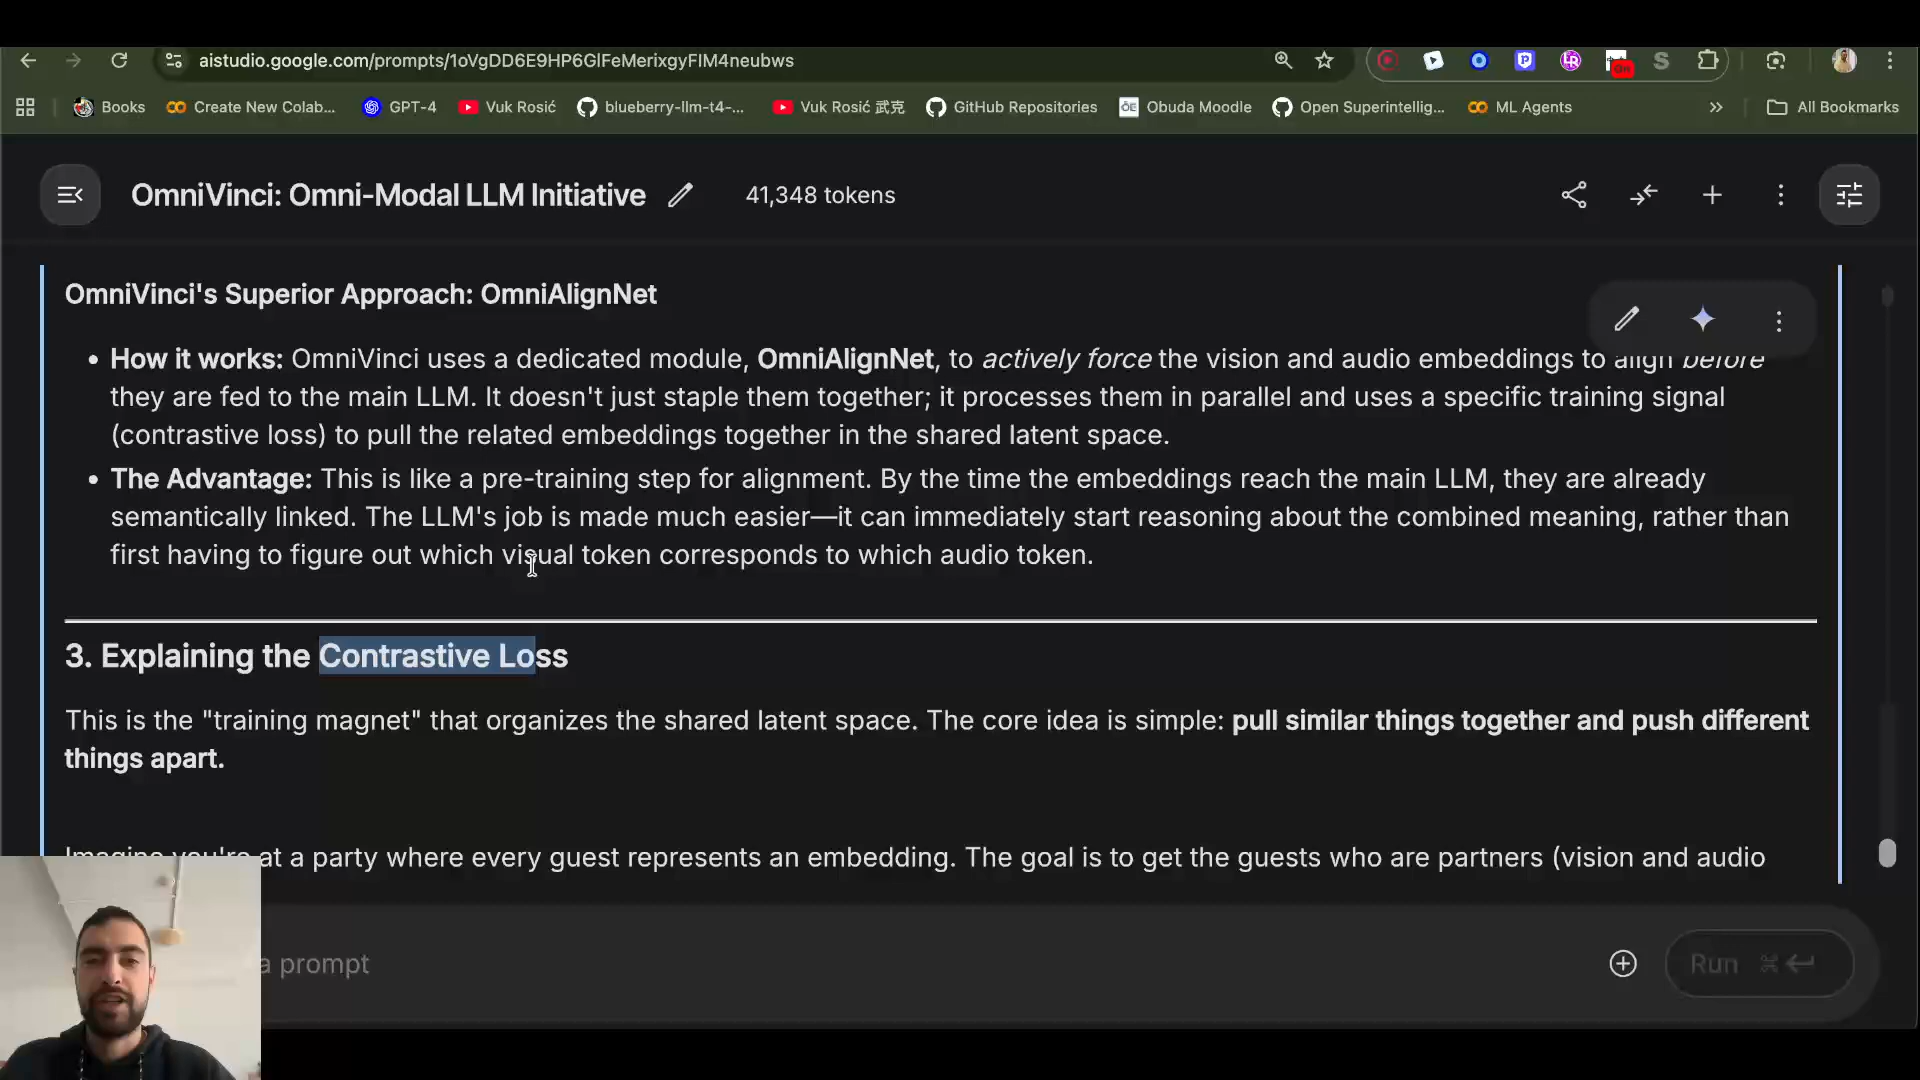 aistudio.google.com/prompts/1oVgDD6E9HP6GlFeMerixgyFIM4neubws
On
Books
Create New Colab...
GPT-4
Vuk Rosić
blueberry-llm-t4-...
Vuk Rosić 武克
GitHub Repositories
Obuda Moodle
Open Superintellig...
ML Agents
All Bookmarks
OmniVinci: Omni-Modal LLM Initiative
41,348 tokens
OmniVinci's Superior Approach: OmniAlignNet
• How it works: OmniVinci uses a dedicated module, OmniAlignNet, to actively force the vision and audio embeddings to align before
they are fed to the main LLM. It doesn't just staple them together; it processes them in parallel and uses a specific training signal
(contrastive loss) to pull the related embeddings together in the shared latent space.
• The Advantage: This is like a pre-training step for alignment. By the time the embeddings reach the main LLM, they are already
semantically linked. The LLM's job is made much easier—it can immediately start reasoning about the combined meaning, rather than
first having to figure out which visual token corresponds to which audio token.
3. Explaining the Contrastive Loss
This is the "training magnet" that organizes the shared latent space. The core idea is simple: pull similar things together and push different
things apart.
Imagine you're at a party where every guest represents an embedding. The goal is to get the guests who are partners (vision and audio
a prompt
Run ⌘ ↵